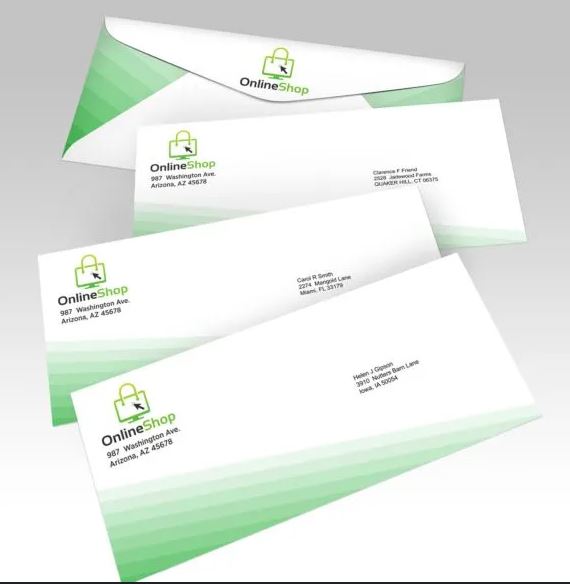 OnlineShop
OnlineShop
987 Washington Ave.
Arizona, AZ 45678
Clarence F Friend
2528 Jadewood Farms
QUAKER HILL, CT 06375
OnlineShop
987 Washington Ave.
Arizona, AZ 45678
Carol R Smith
2274 Marigold Lane
Miami, FL 33179
OnlineShop
987 Washington Ave.
Arizona, AZ 45678
Helen J Gipson
3910 Nutters Barn Lane
Iowa, IA 50054